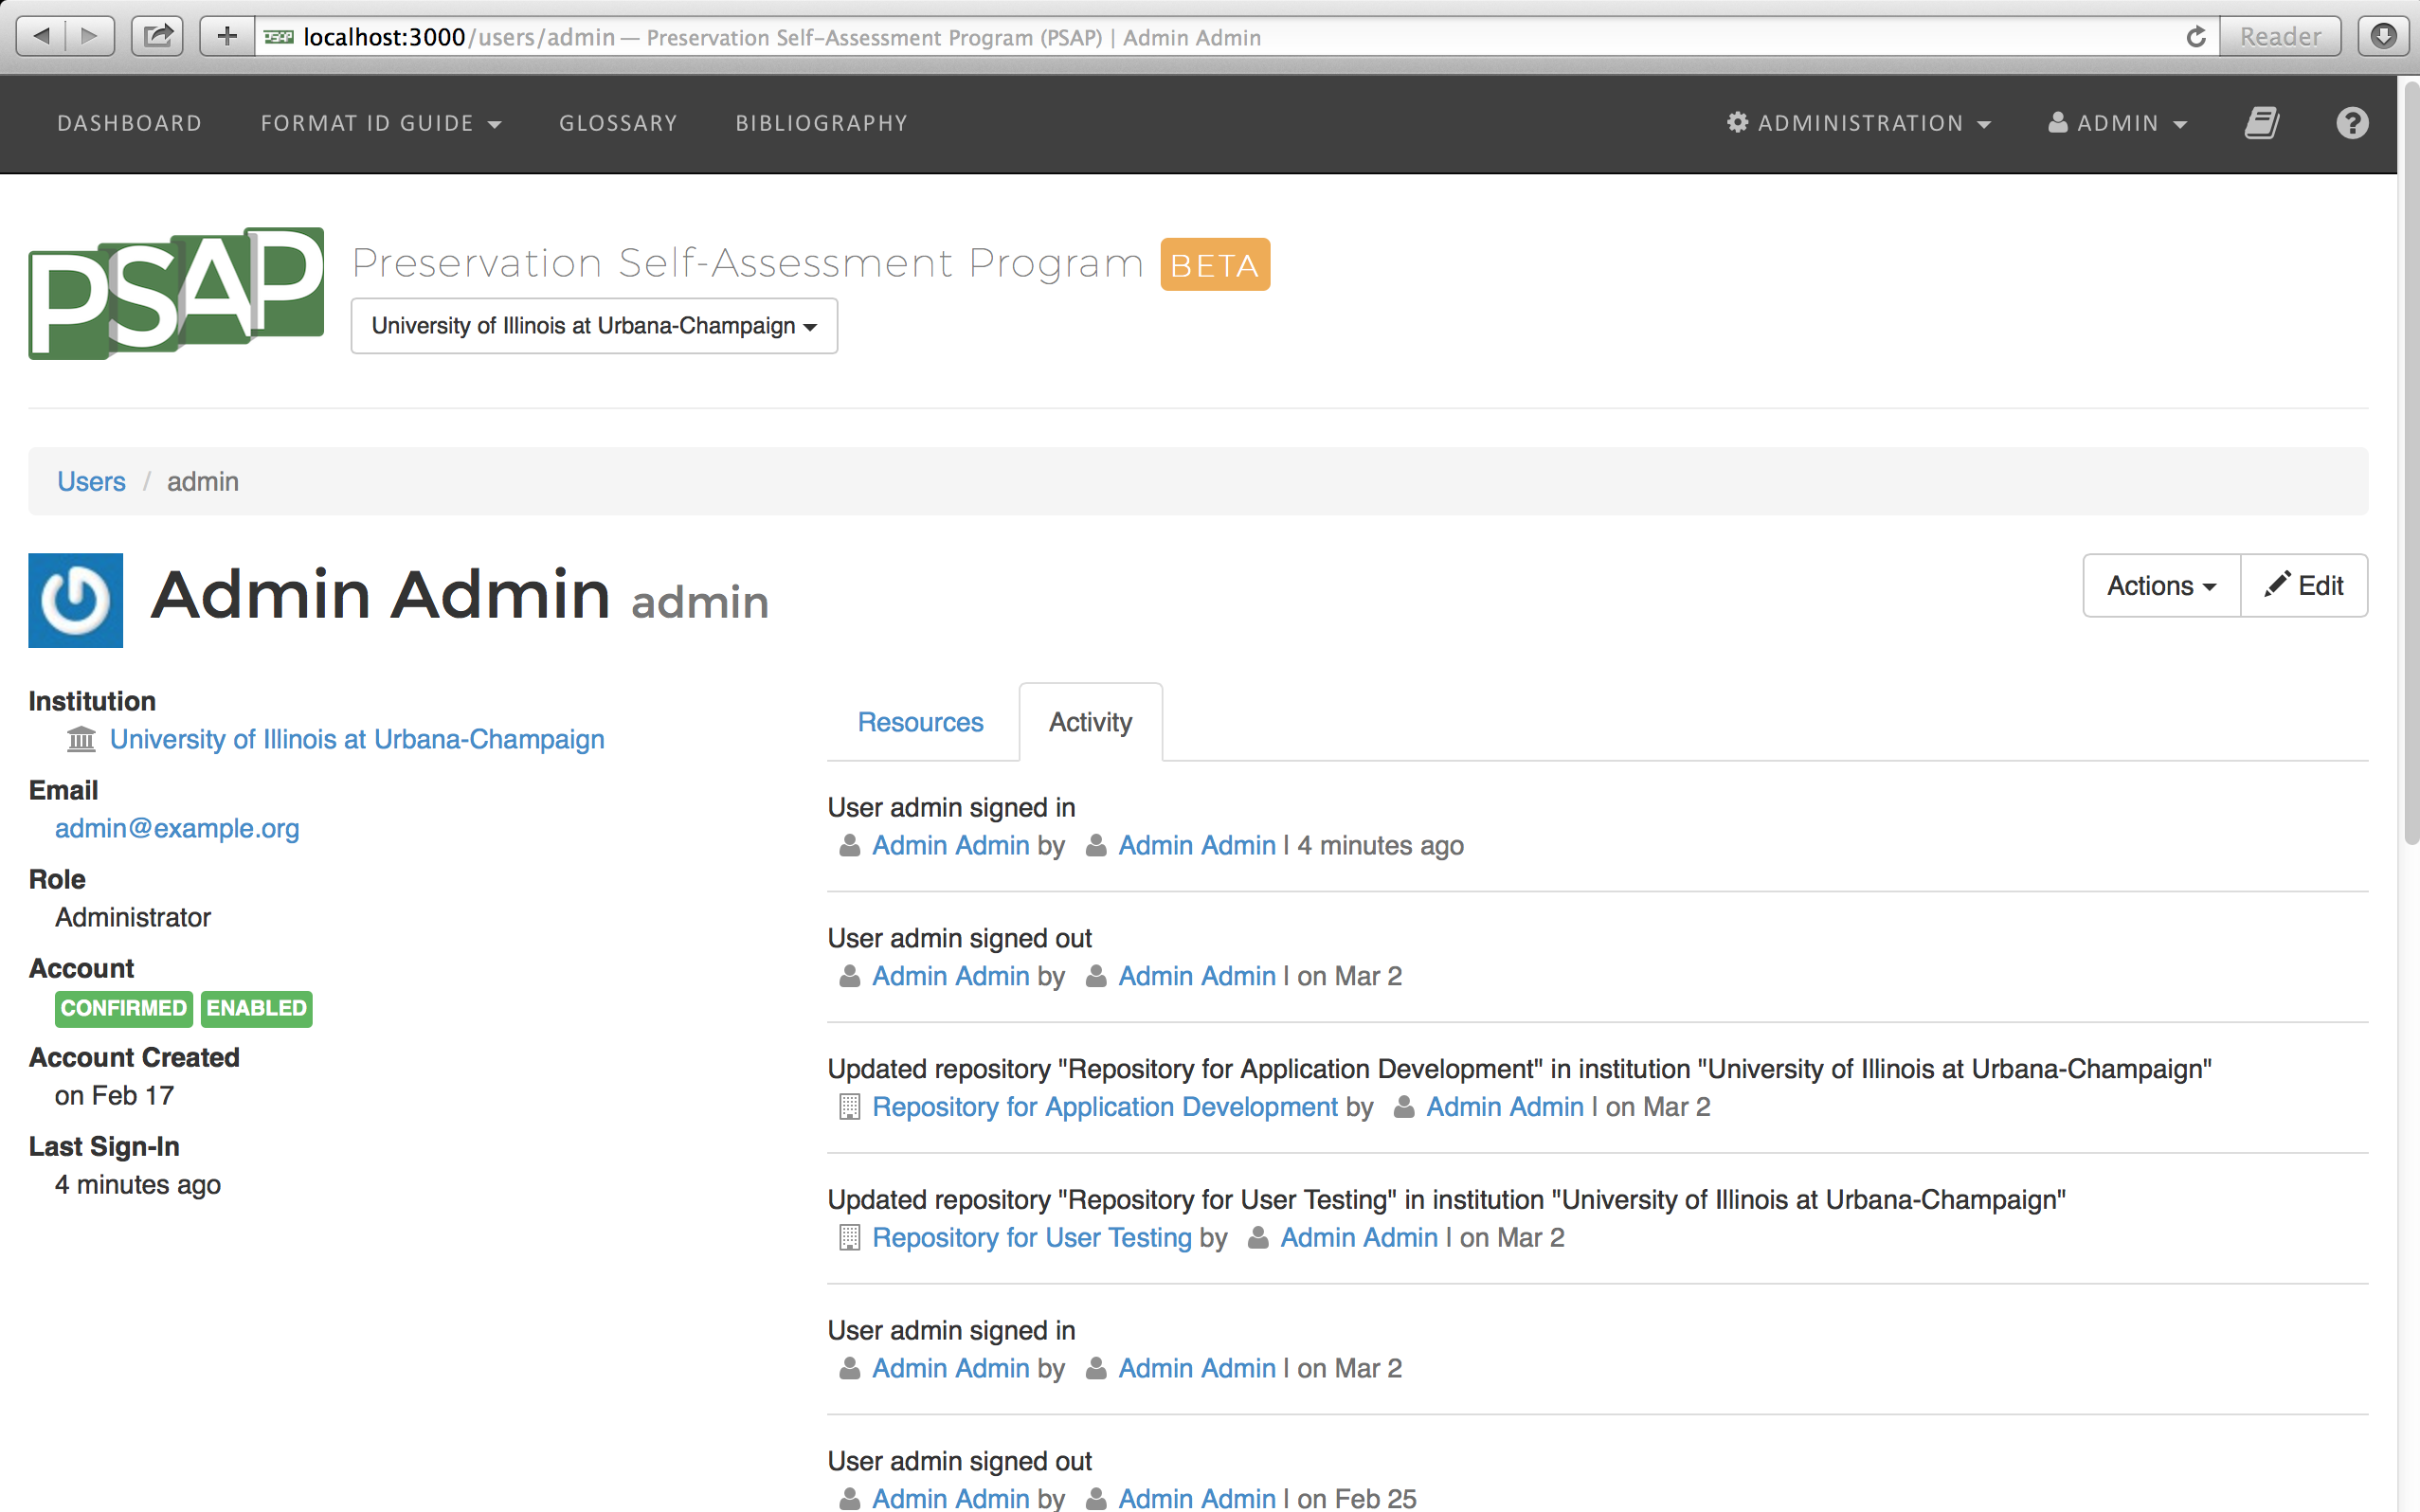 localhost:3000/users/admin — Preservation Self-Assessment Program (PSAP) | Admin Admin
Reader
DASHBOARD FORMAT ID GUIDE GLOSSARY BIBLIOGRAPHY ADMINISTRATION ADMIN ?
PSAP
Preservation Self-Assessment Program BETA
University of Illinois at Urbana-Champaign
Users / admin
Admin Admin admin
Actions Edit
Institution
University of Illinois at Urbana-Champaign
Email
admin@example.org
Role
Administrator
Account
CONFIRMED ENABLED
Account Created
on Feb 17
Last Sign-In
4 minutes ago
Resources Activity
User admin signed in
Admin Admin by Admin Admin | 4 minutes ago
User admin signed out
Admin Admin by Admin Admin | on Mar 2
Updated repository "Repository for Application Development" in institution "University of Illinois at Urbana-Champaign"
Repository for Application Development by Admin Admin | on Mar 2
Updated repository "Repository for User Testing" in institution "University of Illinois at Urbana-Champaign"
Repository for User Testing by Admin Admin | on Mar 2
User admin signed in
Admin Admin by Admin Admin | on Mar 2
User admin signed out
Admin Admin by Admin Admin | on Feb 25